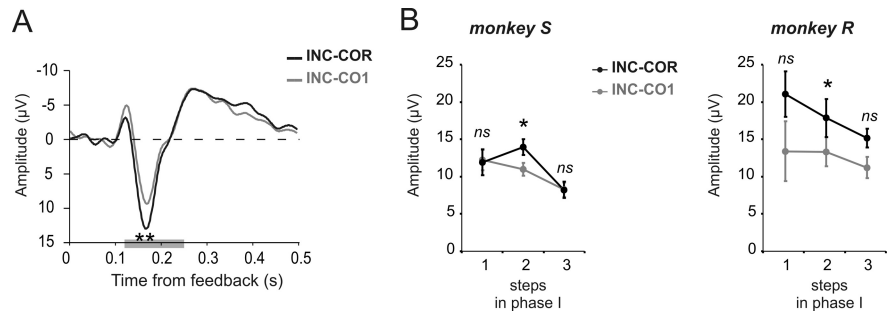 A
INC-COR
INC-CO1
-10
-5
0
5
10
15
Amplitude (µV)
**
0
0.1
0.2
0.3
0.4
0.5
Time from feedback (s)
B
monkey S
INC-COR
INC-CO1
25
20
15
10
5
0
Amplitude (µV)
ns
*
ns
1 2 3
steps
in phase I
monkey R
25
20
15
10
5
0
Amplitude (µV)
ns
*
ns
1 2 3
steps
in phase I